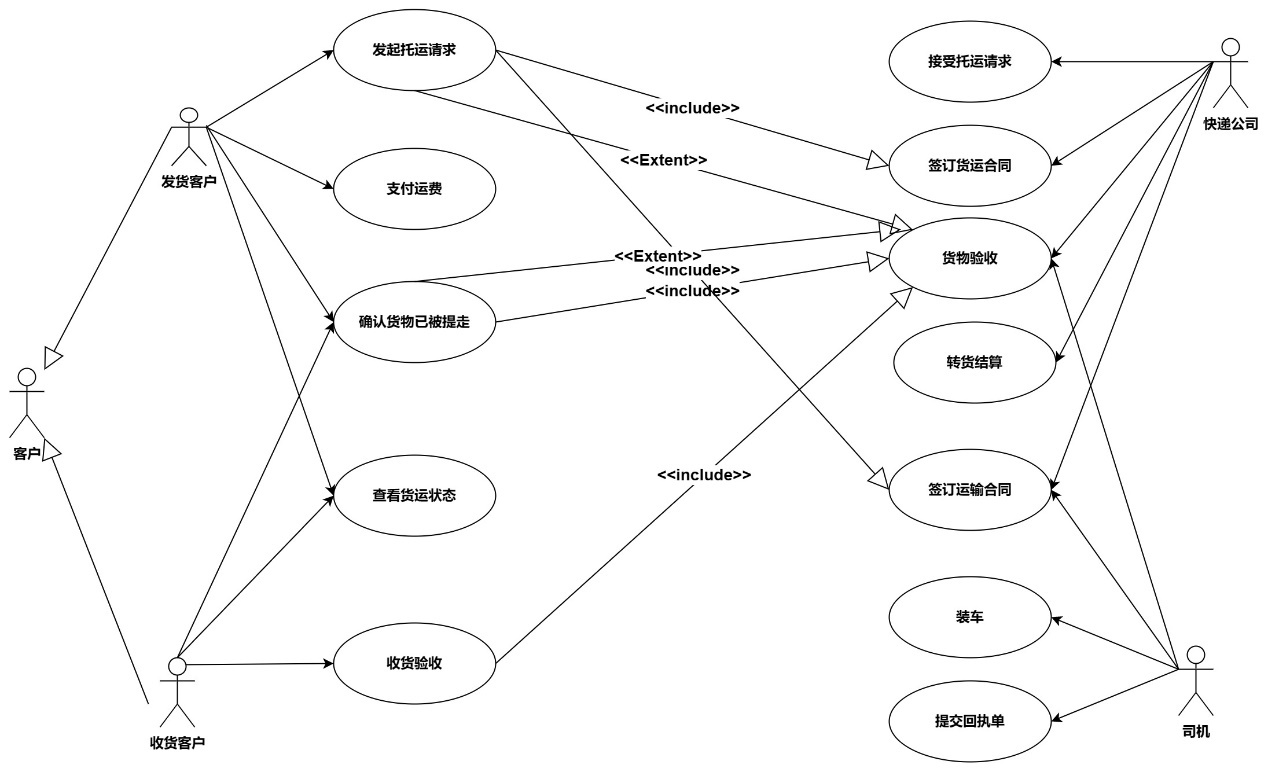 发起托运请求
接受托运请求
快递公司
<<include>>
<<Extent>>
签订货运合同
发货客户
支付运费
<<Extent>>
<<include>>
<<include>>
货物验收
确认货物已被提走
转货结算
客户
<<include>>
查看货运状态
签订运输合同
装车
收货验收
提交回执单
收货客户
司机